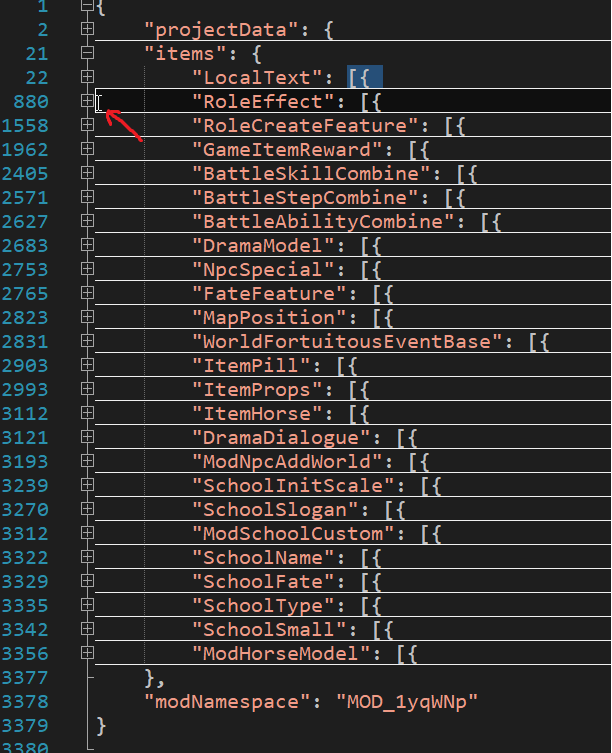 1 {
2 "projectData": {
21 "items": {
22 "LocalText": [{
880 "RoleEffect": [{
1558 "RoleCreateFeature": [{
1962 "GameItemReward": [{
2405 "BattleSkillCombine": [{
2571 "BattleStepCombine": [{
2627 "BattleAbilityCombine": [{
2683 "DramaModel": [{
2753 "NpcSpecial": [{
2765 "FateFeature": [{
2823 "MapPosition": [{
2831 "WorldFortuitousEventBase": [{
2903 "ItemPill": [{
2993 "ItemProps": [{
3112 "ItemHorse": [{
3121 "DramaDialogue": [{
3193 "ModNpcAddWorld": [{
3239 "SchoolInitScale": [{
3270 "SchoolSlogan": [{
3312 "ModSchoolCustom": [{
3322 "SchoolName": [{
3329 "SchoolFate": [{
3335 "SchoolType": [{
3342 "SchoolSmall": [{
3356 "ModHorseModel": [{
3377 },
3378 "modNamespace": "MOD_1yqWNp"
3379 }
3380